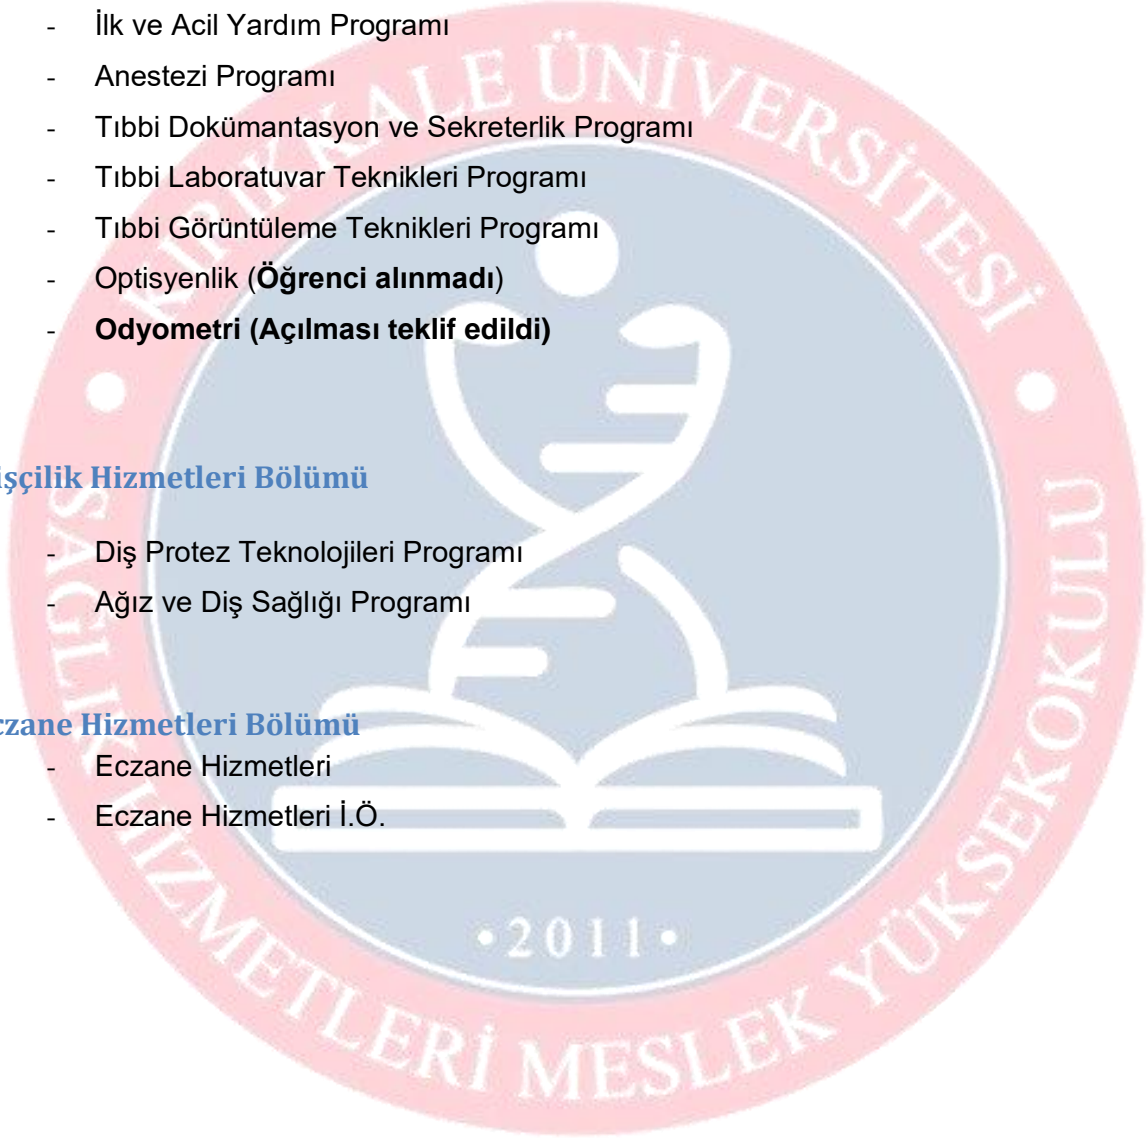 - İlk ve Acil Yardım Programı
- Anestezi Programı
- Tıbbi Dokümantasyon ve Sekreterlik Programı
- Tıbbi Laboratuvar Teknikleri Programı
- Tıbbi Görüntüleme Teknikleri Programı
- Optisyenlik (Öğrenci alınmadı)
- Odyometri (Açılması teklif edildi)
işçilik Hizmetleri Bölümü
- Diş Protez Teknolojileri Programı
- Ağız ve Diş Sağlığı Programı
czane Hizmetleri Bölümü
- Eczane Hizmetleri
- Eczane Hizmetleri İ.Ö.
KIRIKKALE ÜNİVERSİTESİ
SAĞLIK HİZMETLERİ MESLEK YÜKSEKOKULU
•2011•